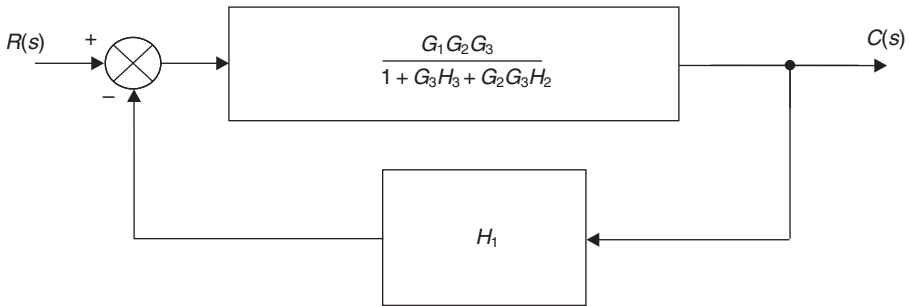 R(s)
+
−
G₁G₂G₃
1 + G₃H₃ + G₂G₃H₂
C(s)
H₁